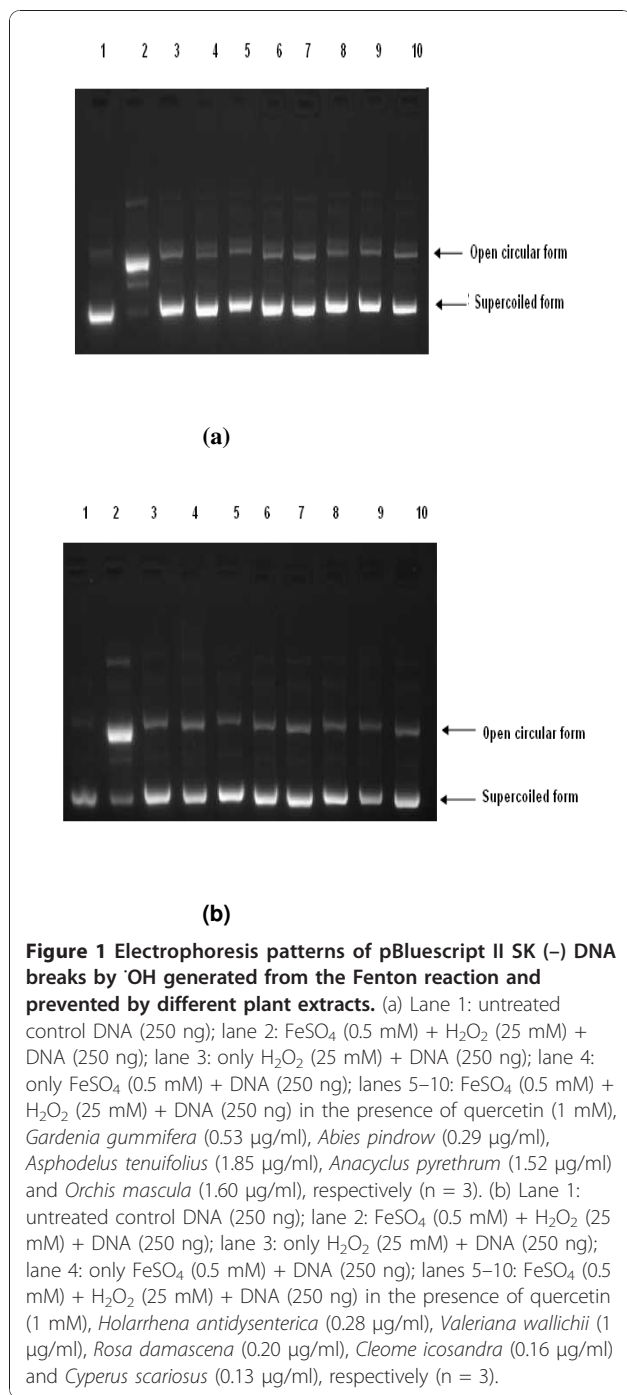 1 2 3 4 5 6 7 8 9 10
Open circular form
Supercoiled form
(a)
1 2 3 4 5 6 7 8 9 10
Open circular form
Supercoiled form
(b)
Figure 1 Electrophoresis patterns of pBluescript II SK (–) DNA
breaks by ˙OH generated from the Fenton reaction and
prevented by different plant extracts. (a) Lane 1: untreated
control DNA (250 ng); lane 2: FeSO₄ (0.5 mM) + H₂O₂ (25 mM) +
DNA (250 ng); lane 3: only H₂O₂ (25 mM) + DNA (250 ng); lane 4:
only FeSO₄ (0.5 mM) + DNA (250 ng); lanes 5–10: FeSO₄ (0.5 mM) +
H₂O₂ (25 mM) + DNA (250 ng) in the presence of quercetin (1 mM),
Gardenia gummifera (0.53 μg/ml), Abies pindrow (0.29 μg/ml),
Asphodelus tenuifolius (1.85 μg/ml), Anacyclus pyrethrum (1.52 μg/ml)
and Orchis mascula (1.60 μg/ml), respectively (n = 3). (b) Lane 1:
untreated control DNA (250 ng); lane 2: FeSO₄ (0.5 mM) + H₂O₂ (25
mM) + DNA (250 ng); lane 3: only H₂O₂ (25 mM) + DNA (250 ng);
lane 4: only FeSO₄ (0.5 mM) + DNA (250 ng); lanes 5–10: FeSO₄ (0.5
mM) + H₂O₂ (25 mM) + DNA (250 ng) in the presence of quercetin
(1 mM), Holarrhena antidysenterica (0.28 μg/ml), Valeriana wallichii (1
μg/ml), Rosa damascena (0.20 μg/ml), Cleome icosandra (0.16 μg/ml)
and Cyperus scariosus (0.13 μg/ml), respectively (n = 3).